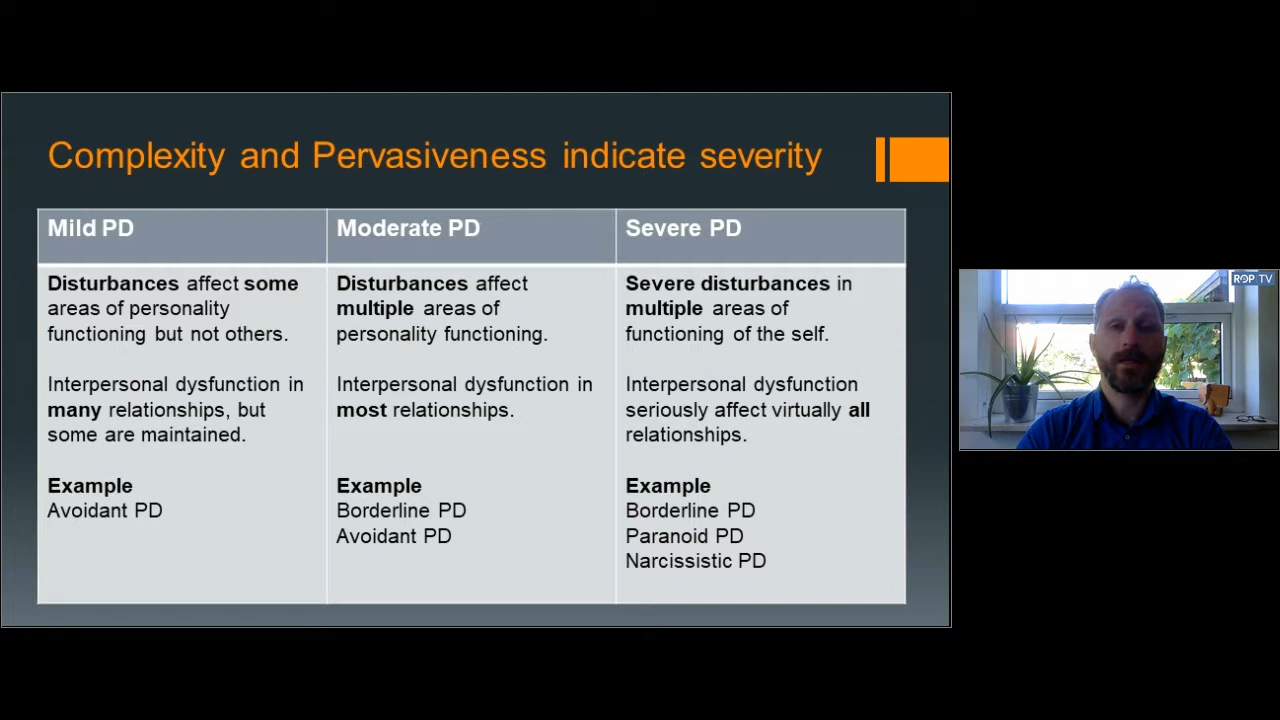 Complexity and Pervasiveness indicate severity
Mild PD
Disturbances affect some
areas of personality
functioning but not others.
Interpersonal dysfunction in
many relationships, but
some are maintained.
Example
Avoidant PD
Moderate PD
Disturbances affect
multiple areas of
personality functioning.
Interpersonal dysfunction in
most relationships.
Example
Borderline PD
Avoidant PD
Severe PD
Severe disturbances in
multiple areas of
functioning of the self.
Interpersonal dysfunction
seriously affect virtually all
relationships.
Example
Borderline PD
Paranoid PD
Narcissistic PD
ROP TV